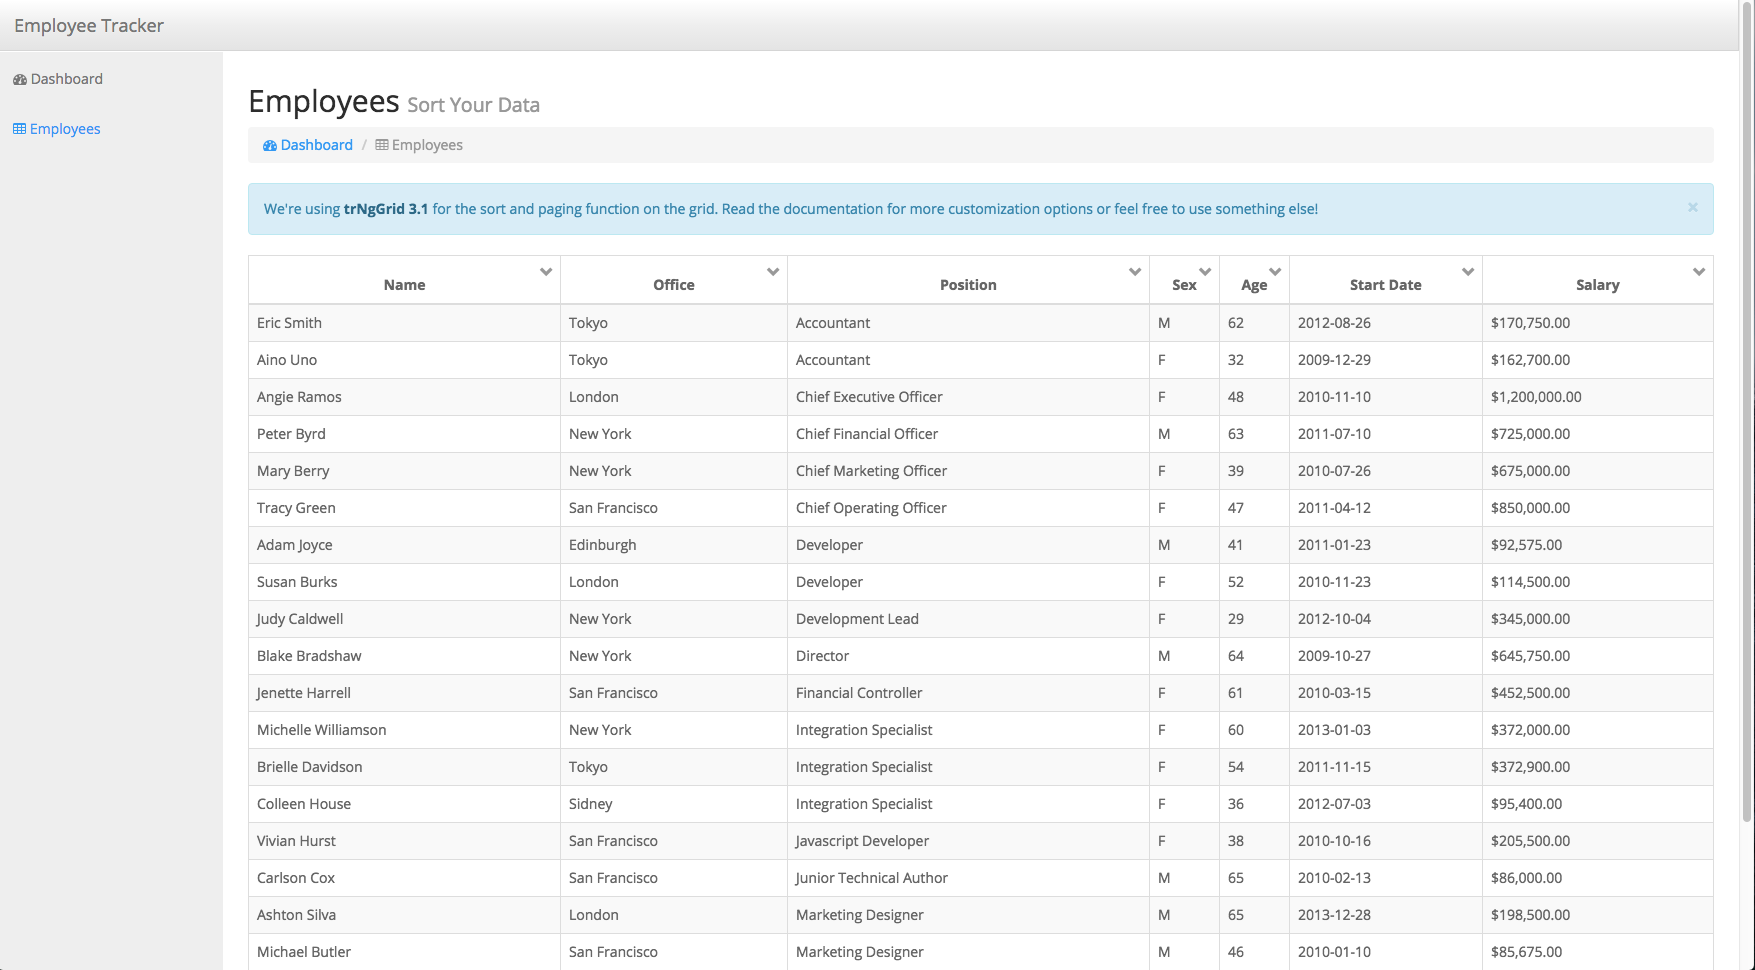 Employee Tracker
Dashboard
Employees
Employees Sort Your Data
Dashboard / Employees
We're using trNgGrid 3.1 for the sort and paging function on the grid. Read the documentation for more customization options or feel free to use something else! ×
Name Office Position Sex Age Start Date Salary
Eric Smith Tokyo Accountant M 62 2012-08-26 $170,750.00
Aino Uno Tokyo Accountant F 32 2009-12-29 $162,700.00
Angie Ramos London Chief Executive Officer F 48 2010-11-10 $1,200,000.00
Peter Byrd New York Chief Financial Officer M 63 2011-07-10 $725,000.00
Mary Berry New York Chief Marketing Officer F 39 2010-07-26 $675,000.00
Tracy Green San Francisco Chief Operating Officer F 47 2011-04-12 $850,000.00
Adam Joyce Edinburgh Developer M 41 2011-01-23 $92,575.00
Susan Burks London Developer F 52 2010-11-23 $114,500.00
Judy Caldwell New York Development Lead F 29 2012-10-04 $345,000.00
Blake Bradshaw New York Director M 64 2009-10-27 $645,750.00
Jenette Harrell San Francisco Financial Controller F 61 2010-03-15 $452,500.00
Michelle Williamson New York Integration Specialist F 60 2013-01-03 $372,000.00
Brielle Davidson Tokyo Integration Specialist F 54 2011-11-15 $372,900.00
Colleen House Sidney Integration Specialist F 36 2012-07-03 $95,400.00
Vivian Hurst San Francisco Javascript Developer F 38 2010-10-16 $205,500.00
Carlson Cox San Francisco Junior Technical Author M 65 2010-02-13 $86,000.00
Ashton Silva London Marketing Designer M 65 2013-12-28 $198,500.00
Michael Butler San Francisco Marketing Designer M 46 2010-01-10 $85,675.00